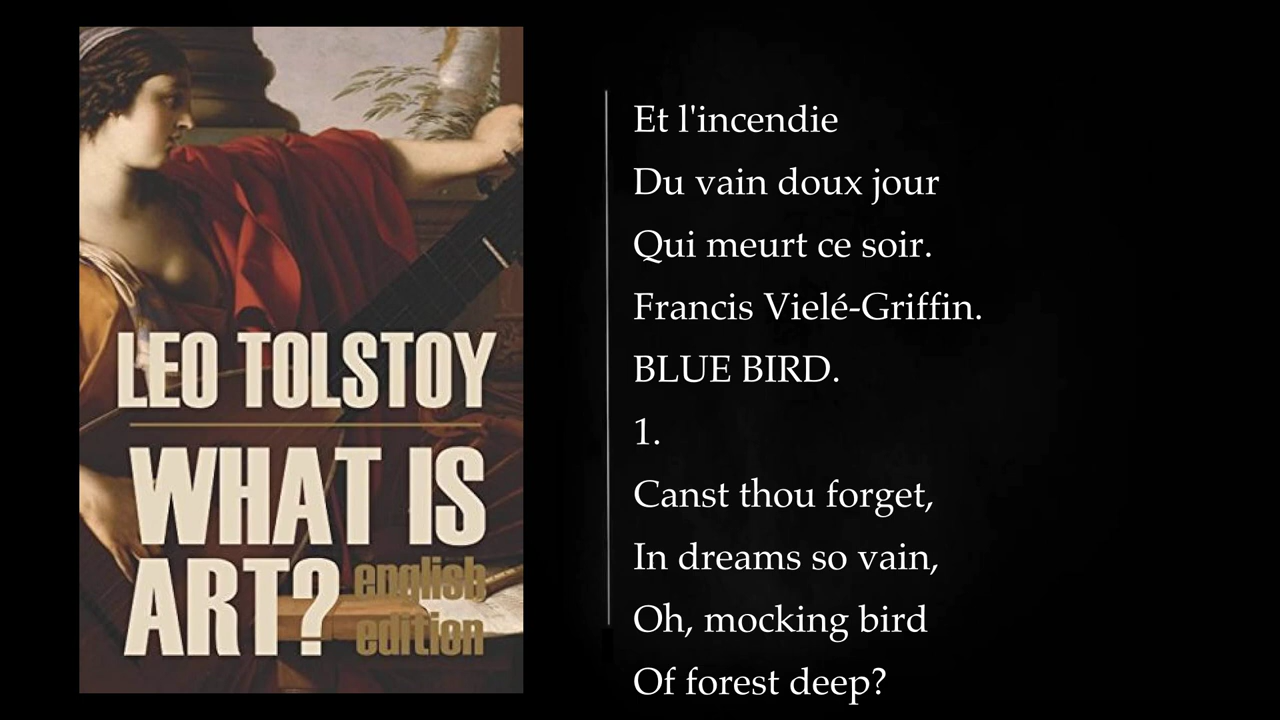 LEO TOLSTOY
WHAT IS
ART?
english
edition
Et l'incendie
Du vain doux jour
Qui meurt ce soir.
Francis Vielé-Griffin.
BLUE BIRD.
1.
Canst thou forget,
In dreams so vain,
Oh, mocking bird
Of forest deep?